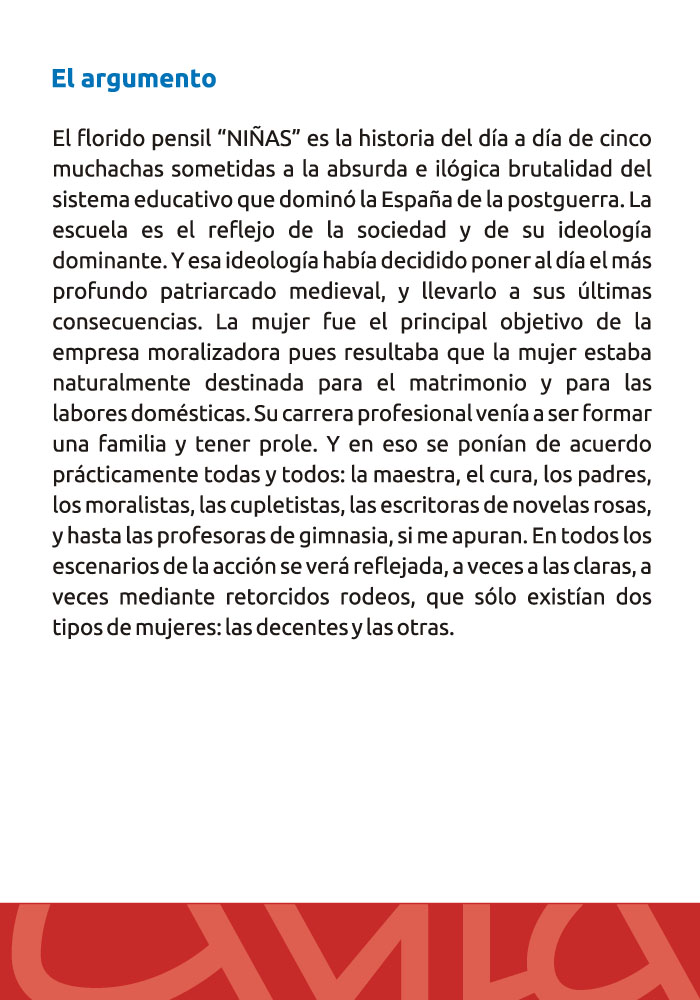 El argumento
El florido pensil “NIÑAS” es la historia del día a día de cinco
muchachas sometidas a la absurda e ilógica brutalidad del
sistema educativo que dominó la España de la postguerra. La
escuela es el reflejo de la sociedad y de su ideología
dominante. Y esa ideología había decidido poner al día el más
profundo patriarcado medieval, y llevarlo a sus últimas
consecuencias. La mujer fue el principal objetivo de la
empresa moralizadora pues resultaba que la mujer estaba
naturalmente destinada para el matrimonio y para las
labores domésticas. Su carrera profesional venía a ser formar
una familia y tener prole. Y en eso se ponían de acuerdo
prácticamente todas y todos: la maestra, el cura, los padres,
los moralistas, las cupletistas, las escritoras de novelas rosas,
y hasta las profesoras de gimnasia, si me apuran. En todos los
escenarios de la acción se verá reflejada, a veces a las claras, a
veces mediante retorcidos rodeos, que sólo existían dos
tipos de mujeres: las decentes y las otras.